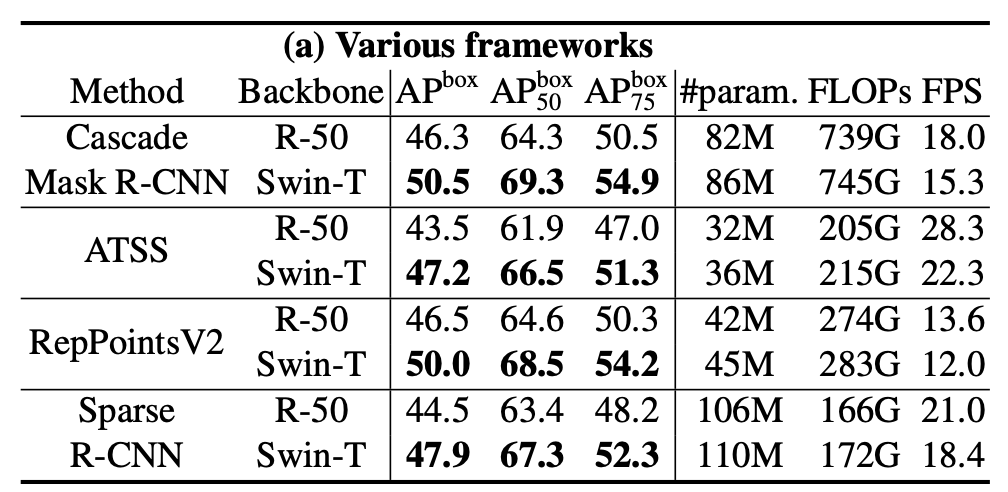 (a) Various frameworks
Method Backbone AP^box AP^box_50 AP^box_75 #param. FLOPs FPS
Cascade R-50 46.3 64.3 50.5 82M 739G 18.0
Mask R-CNN Swin-T 50.5 69.3 54.9 86M 745G 15.3
ATSS R-50 43.5 61.9 47.0 32M 205G 28.3
Swin-T 47.2 66.5 51.3 36M 215G 22.3
RepPointsV2 R-50 46.5 64.6 50.3 42M 274G 13.6
Swin-T 50.0 68.5 54.2 45M 283G 12.0
Sparse R-50 44.5 63.4 48.2 106M 166G 21.0
R-CNN Swin-T 47.9 67.3 52.3 110M 172G 18.4